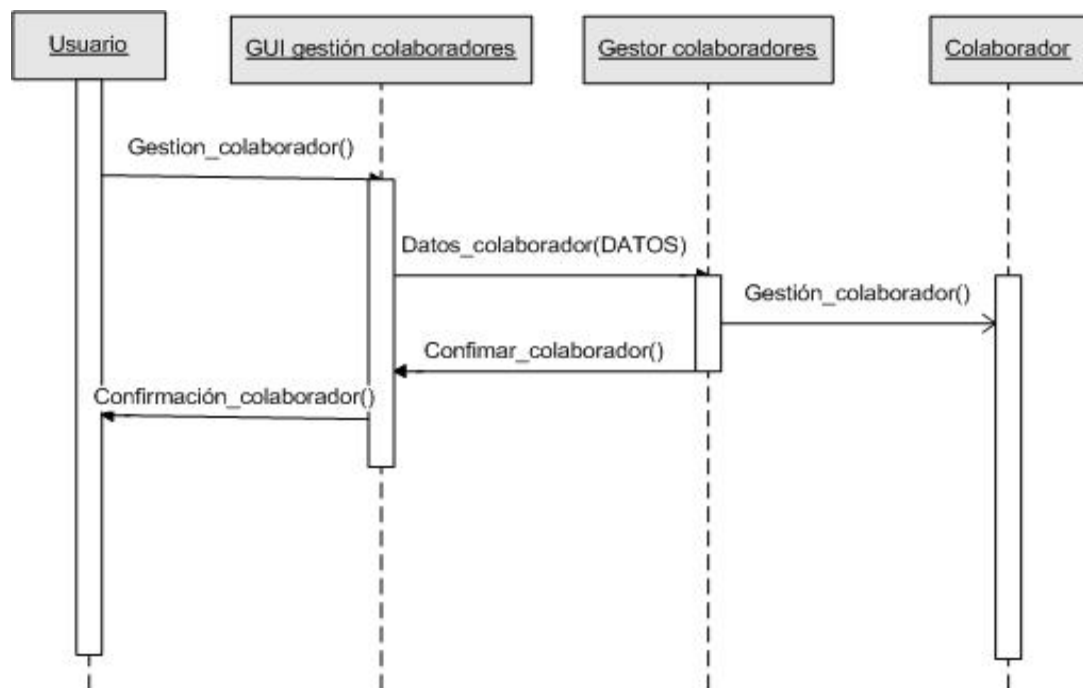 Usuario
GUI gestión colaboradores
Gestor colaboradores
Colaborador
Gestion_colaborador()
Datos_colaborador(DATOS)
Gestión_colaborador()
Confimar_colaborador()
Confirmación_colaborador()